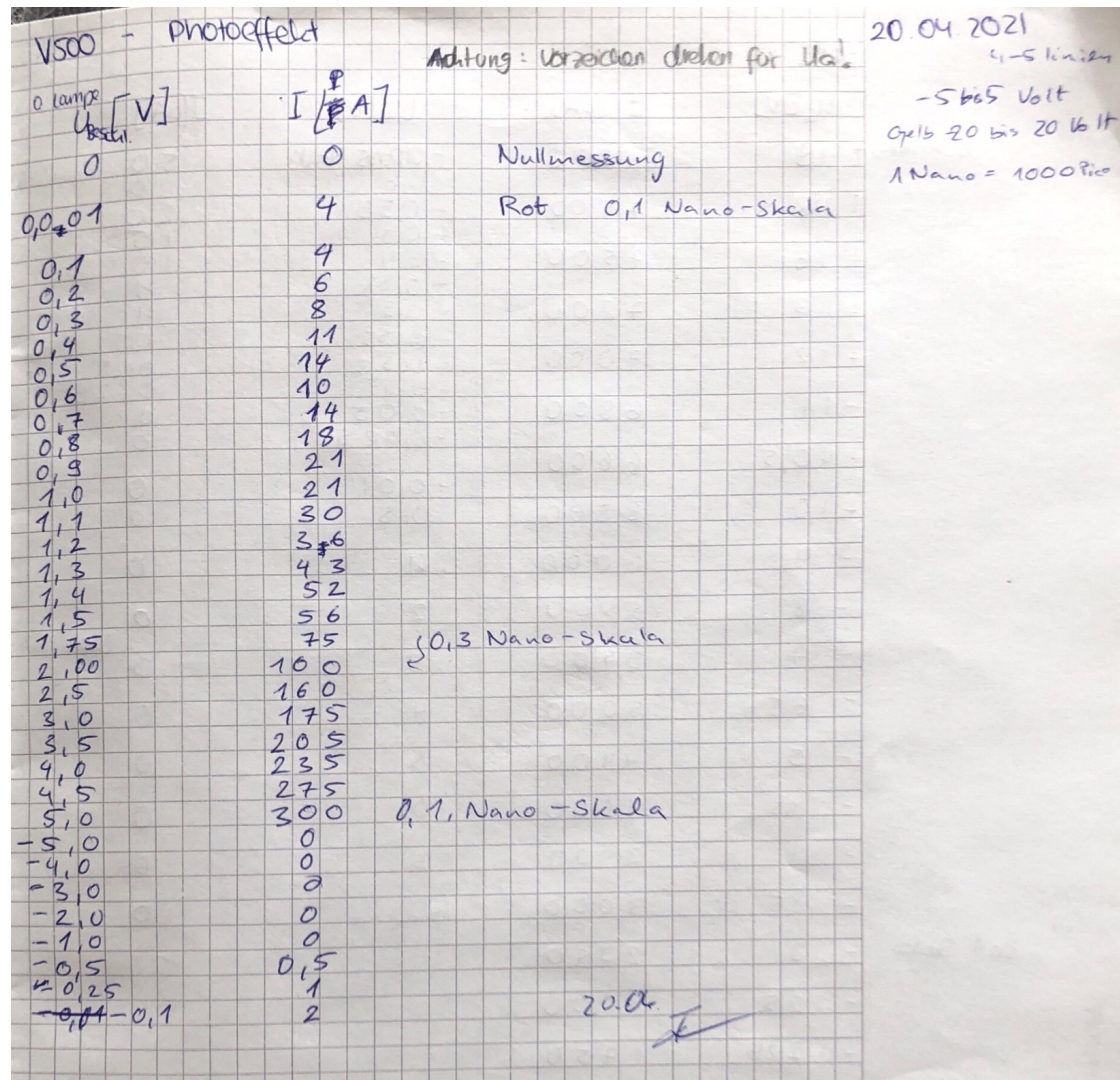 V500 - Photoeffekt
20.04.2021
Achtung: Vorzeichen drehen für Ua!
4-5 linien
-5 bis 5 Volt
Gelb -20 bis 20 Volt
1 Nano = 1000 Pico
0 lampe
U Beschl. [V] I [pA]
0 0 Nullmessung
0,001 4 Rot 0,1 Nano-Skala
0,1 4
0,2 6
0,3 8
0,4 11
0,5 14
0,6 10
0,7 14
0,8 18
0,9 21
1,0 21
1,1 30
1,2 36
1,3 43
1,4 52
1,5 56
1,75 75 0,3 Nano-Skala
2,00 100
2,5 160
3,0 175
3,5 205
4,0 235
4,5 275
5,0 300 0,1, Nano-Skala
-5,0 0
-4,0 0
-3,0 0
-2,0 0
-1,0 0
-0,5 0,5
-0,25 1
-0,1 2
20.04.